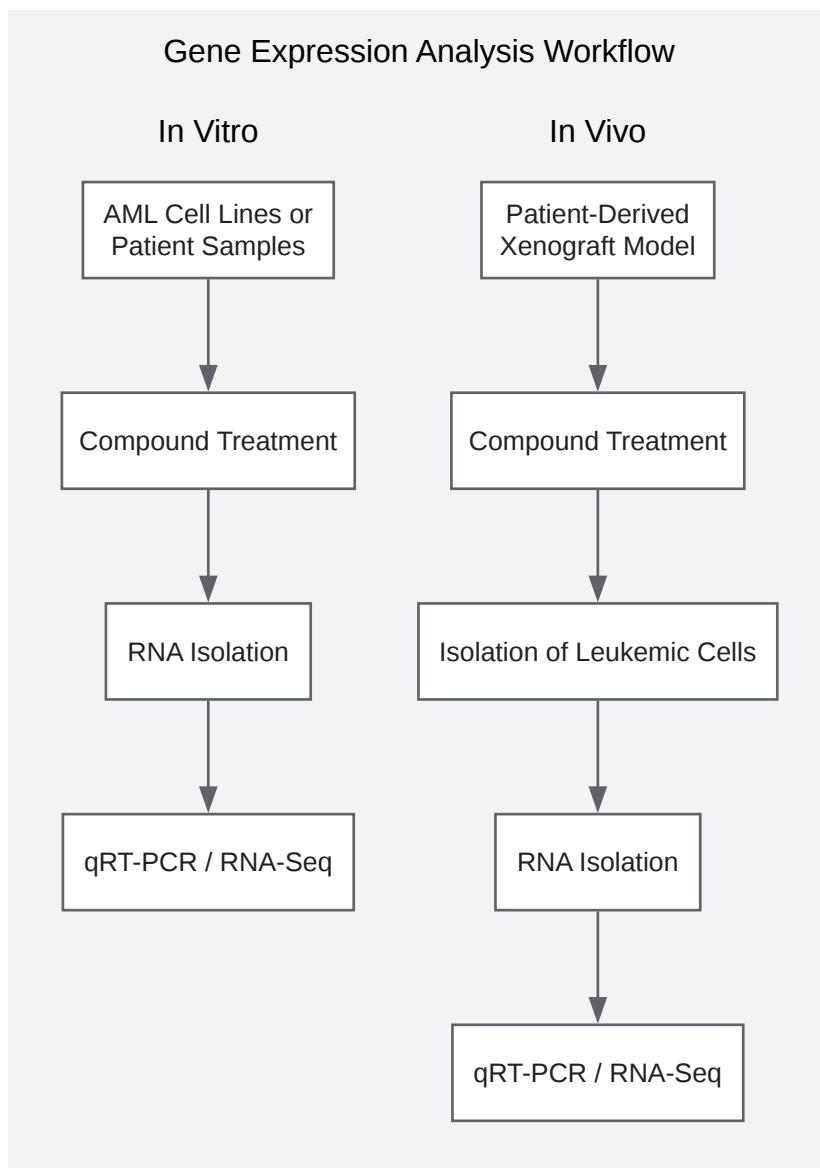 Gene Expression Analysis Workflow
In Vitro
AML Cell Lines or
Patient Samples
Compound Treatment
RNA Isolation
qRT-PCR / RNA-Seq
In Vivo
Patient-Derived
Xenograft Model
Compound Treatment
Isolation of Leukemic Cells
RNA Isolation
qRT-PCR / RNA-Seq